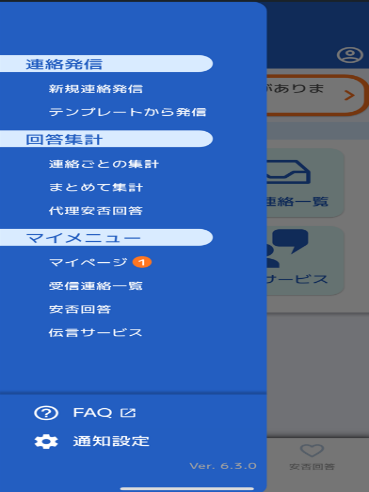 連絡発信
新規連絡発信
テンプレートから発信
回答集計
連絡ごとの集計
まとめて集計
代理安否回答
マイメニュー
マイページ 1
受信連絡一覧
安否回答
伝言サービス
FAQ
通知設定
Ver. 6.3.0
がありま
連絡一覧
サービス
安否回答